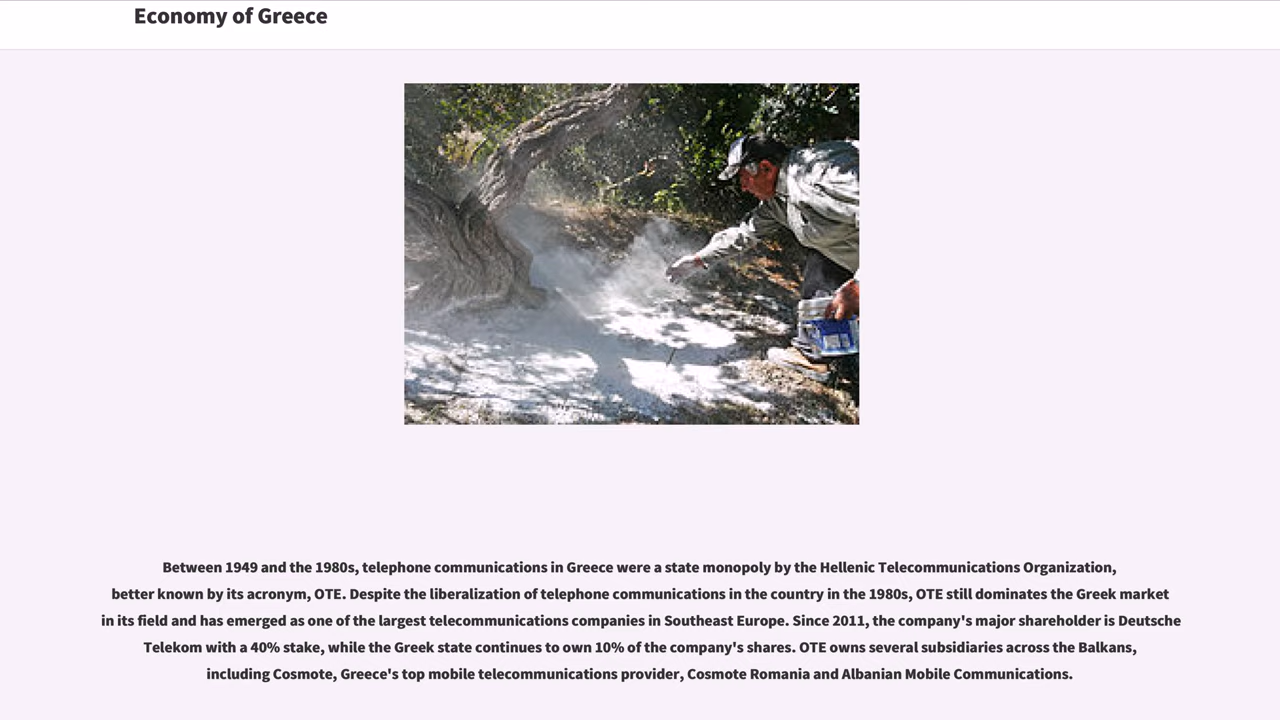 Economy of Greece
Between 1949 and the 1980s, telephone communications in Greece were a state monopoly by the Hellenic Telecommunications Organization,
better known by its acronym, OTE. Despite the liberalization of telephone communications in the country in the 1980s, OTE still dominates the Greek market
in its field and has emerged as one of the largest telecommunications companies in Southeast Europe. Since 2011, the company's major shareholder is Deutsche
Telekom with a 40% stake, while the Greek state continues to own 10% of the company's shares. OTE owns several subsidiaries across the Balkans,
including Cosmote, Greece's top mobile telecommunications provider, Cosmote Romania and Albanian Mobile Communications.